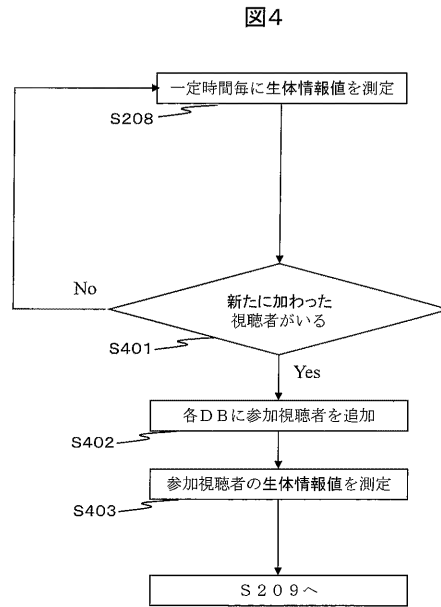 図4
一定時間毎に生体情報値を測定
S208
No
新たに加わった
視聴者がいる
S401
Yes
各DBに参加視聴者を追加
S402
参加視聴者の生体情報値を測定
S403
S209へ